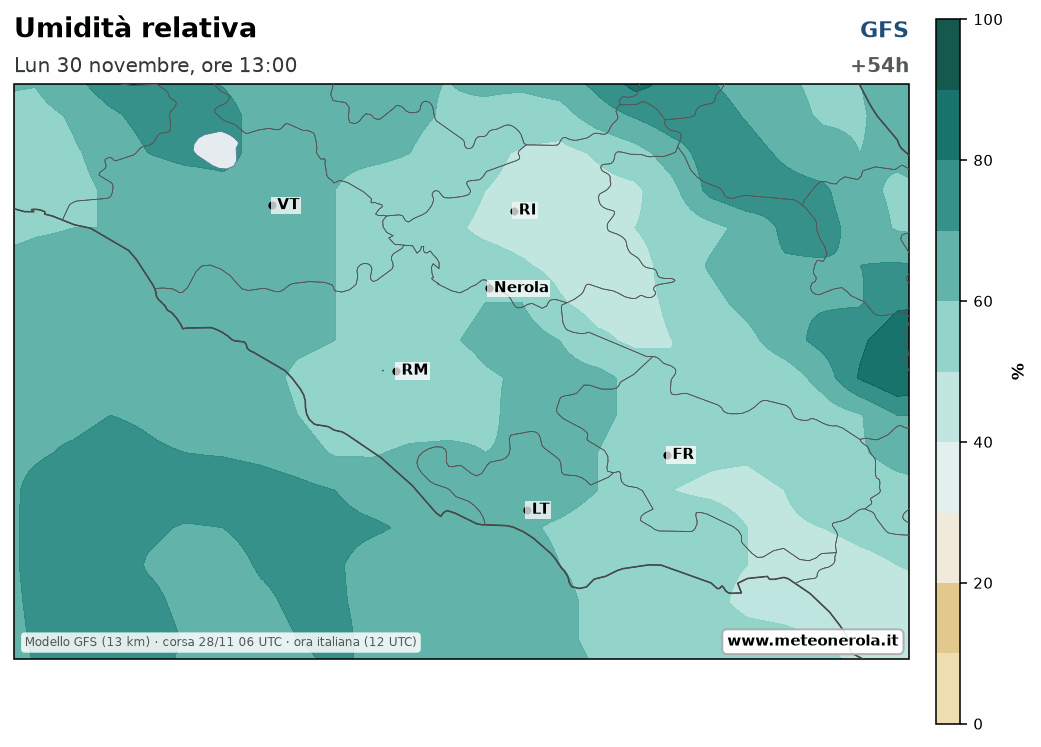 Umidità relativa
GFS
Lun 30 novembre, ore 13:00
+54h
100
80
60
40
20
0
%
VT
RI
Nerola
RM
FR
LT
Modello GFS (13 km) · corsa 28/11 06 UTC · ora italiana (12 UTC)
www.meteonerola.it